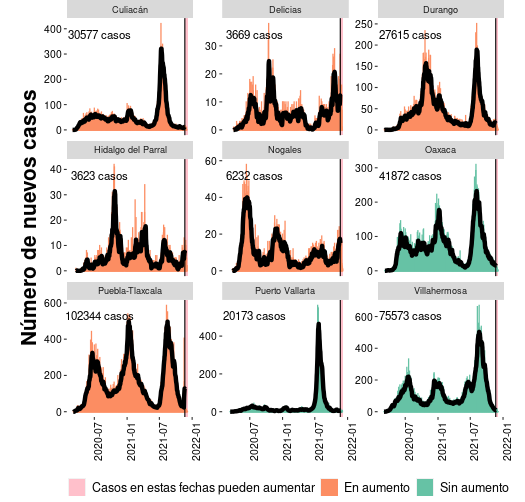 Número de nuevos casos
Culiacán Delicias Durango
400 300 200 100 0
30 20 10 0
250 200 150 100 50 0
30577 casos 3669 casos 27615 casos
Hidalgo del Parral Nogales Oaxaca
40 30 20 10 0
60 40 20 0
300 200 100 0
3623 casos 6232 casos 41872 casos
Puebla-Tlaxcala Puerto Vallarta Villahermosa
600 400 200 0
400 200 0
600 400 200 0
102344 casos 20173 casos 75573 casos
2020-07 2021-01 2021-07 2022-01
2020-07 2021-01 2021-07 2022-01
2020-07 2021-01 2021-07 2022-01
Casos en estas fechas pueden aumentar En aumento Sin aumento